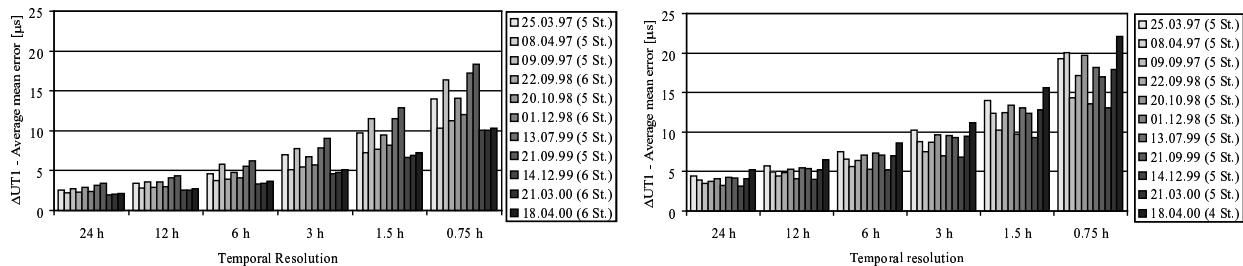 25
20
15
10
5
0
ΔUT1 - Average mean error [µs]
24 h 12 h 6 h 3 h 1.5 h 0.75 h
Temporal Resolution
25.03.97 (5 St.)
08.04.97 (5 St.)
09.09.97 (5 St.)
22.09.98 (6 St.)
20.10.98 (5 St.)
01.12.98 (6 St.)
13.07.99 (5 St.)
21.09.99 (5 St.)
14.12.99 (6 St.)
21.03.00 (6 St.)
18.04.00 (6 St.)
25
20
15
10
5
0
ΔUT1 - Average mean error [µs]
24 h 12 h 6 h 3 h 1.5 h 0.75 h
Temporal resolution
25.03.97 (5 St.)
08.04.97 (5 St.)
09.09.97 (5 St.)
22.09.98 (5 St.)
20.10.98 (5 St.)
01.12.98 (5 St.)
13.07.99 (5 St.)
21.09.99 (5 St.)
14.12.99 (5 St.)
21.03.00 (5 St.)
18.04.00 (4 St.)